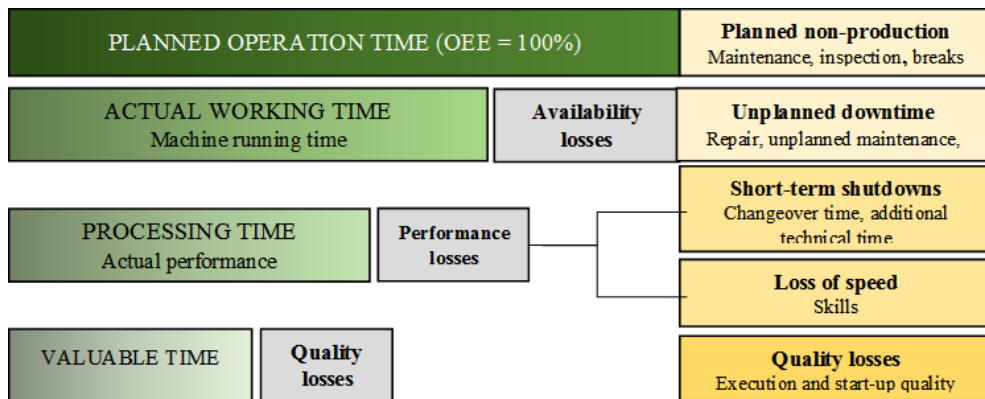 PLANNED OPERATION TIME (OEE = 100%)
Planned non-production
Maintenance, inspection, breaks
ACTUAL WORKING TIME
Machine running time
Availability
losses
Unplanned downtime
Repair, unplanned maintenance,
Short-term shutdowns
Changeover time, additional
technical time
PROCESSING TIME
Actual performance
Performance
losses
Loss of speed
Skills
VALUABLE TIME
Quality
losses
Quality losses
Execution and start-up quality